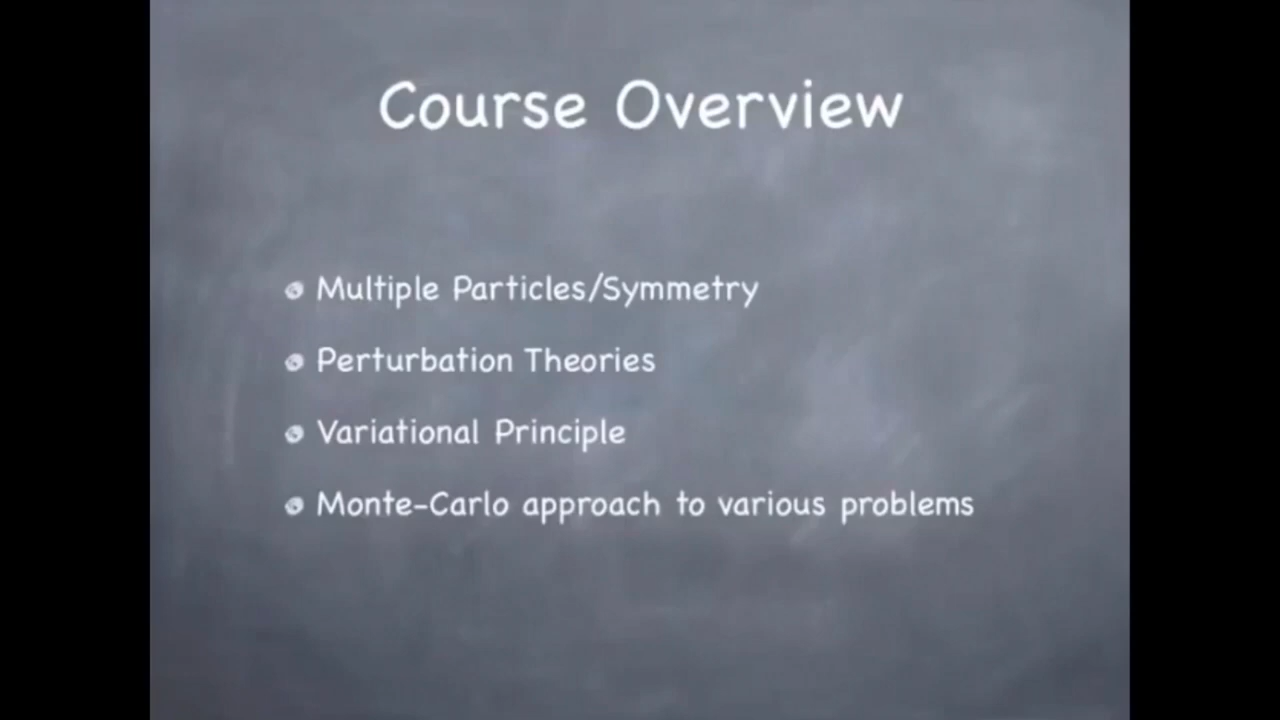 Course Overview
Multiple Particles/Symmetry
Perturbation Theories
Variational Principle
Monte-Carlo approach to various problems